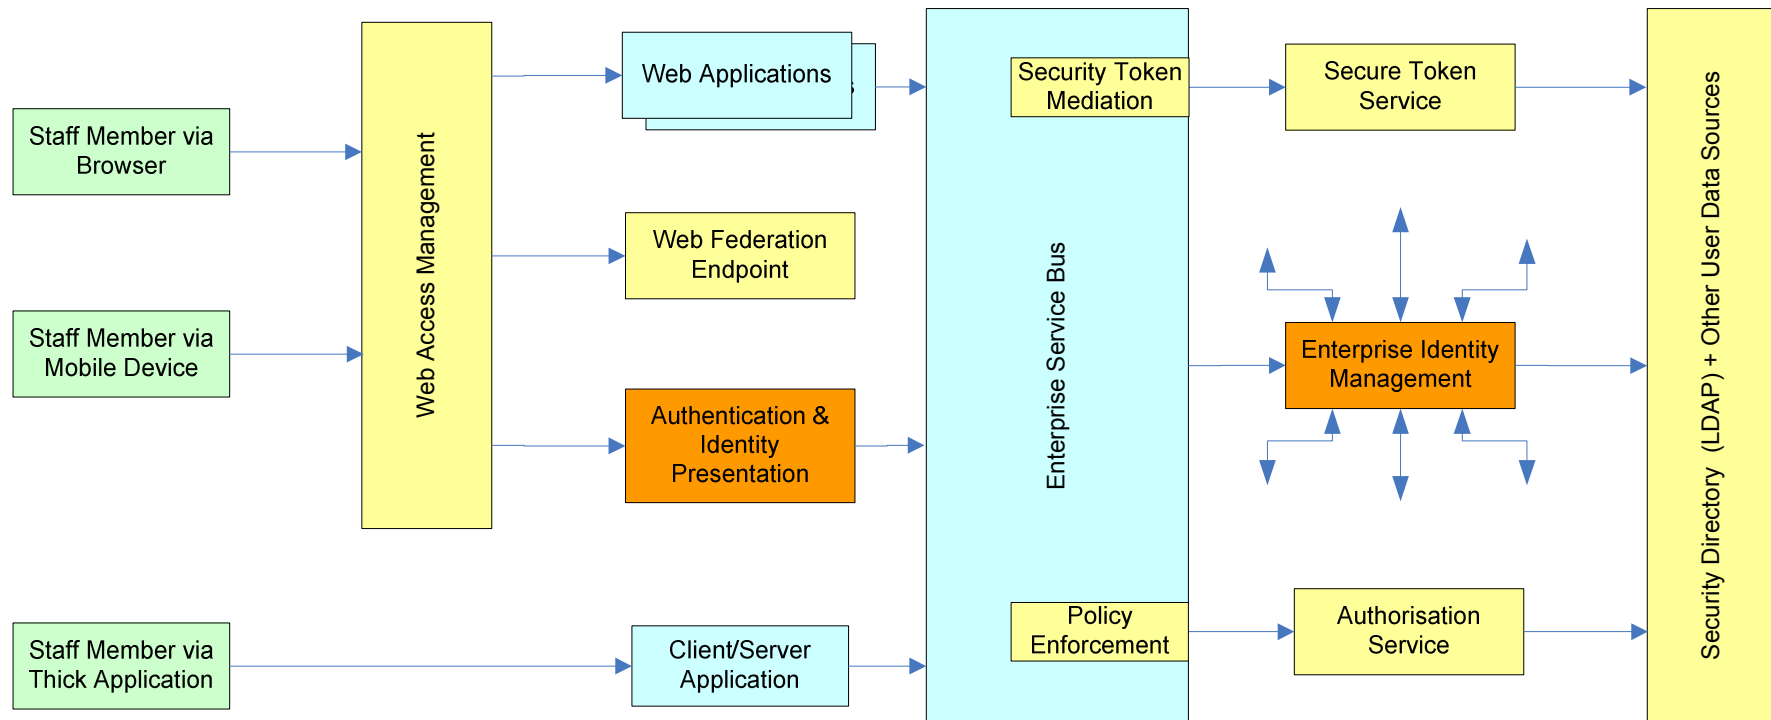 Staff Member via
Browser
Staff Member via
Mobile Device
Staff Member via
Thick Application
Web Access Management
Web Applications
Web Federation
Endpoint
Authentication &
Identity
Presentation
Client/Server
Application
Enterprise Service Bus
Security Token
Mediation
Policy
Enforcement
Secure Token
Service
Enterprise Identity
Management
Authorisation
Service
Security Directory (LDAP) + Other User Data Sources